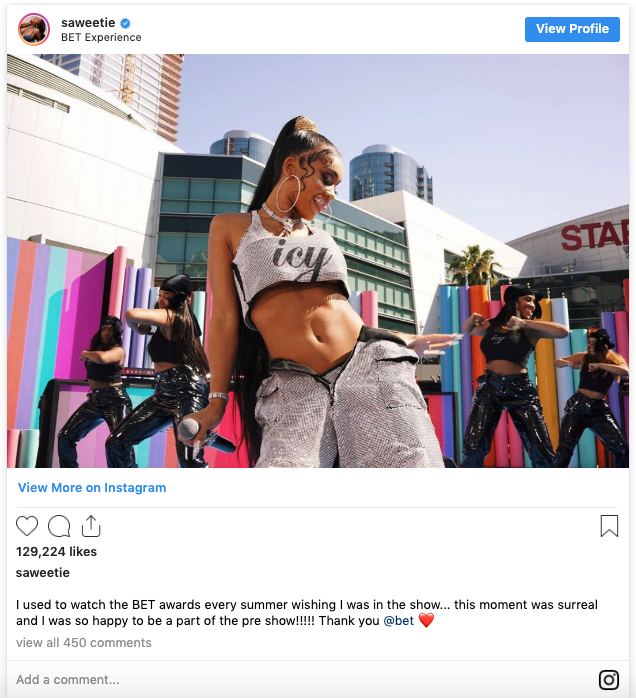 saweetie
BET Experience
View Profile
icy
STAP
View More on Instagram
129,224 likes
saweetie
I used to watch the BET awards every summer wishing I was in the show... this moment was surreal
and I was so happy to be a part of the pre show!!!!! Thank you @bet ❤️
view all 450 comments
Add a comment...